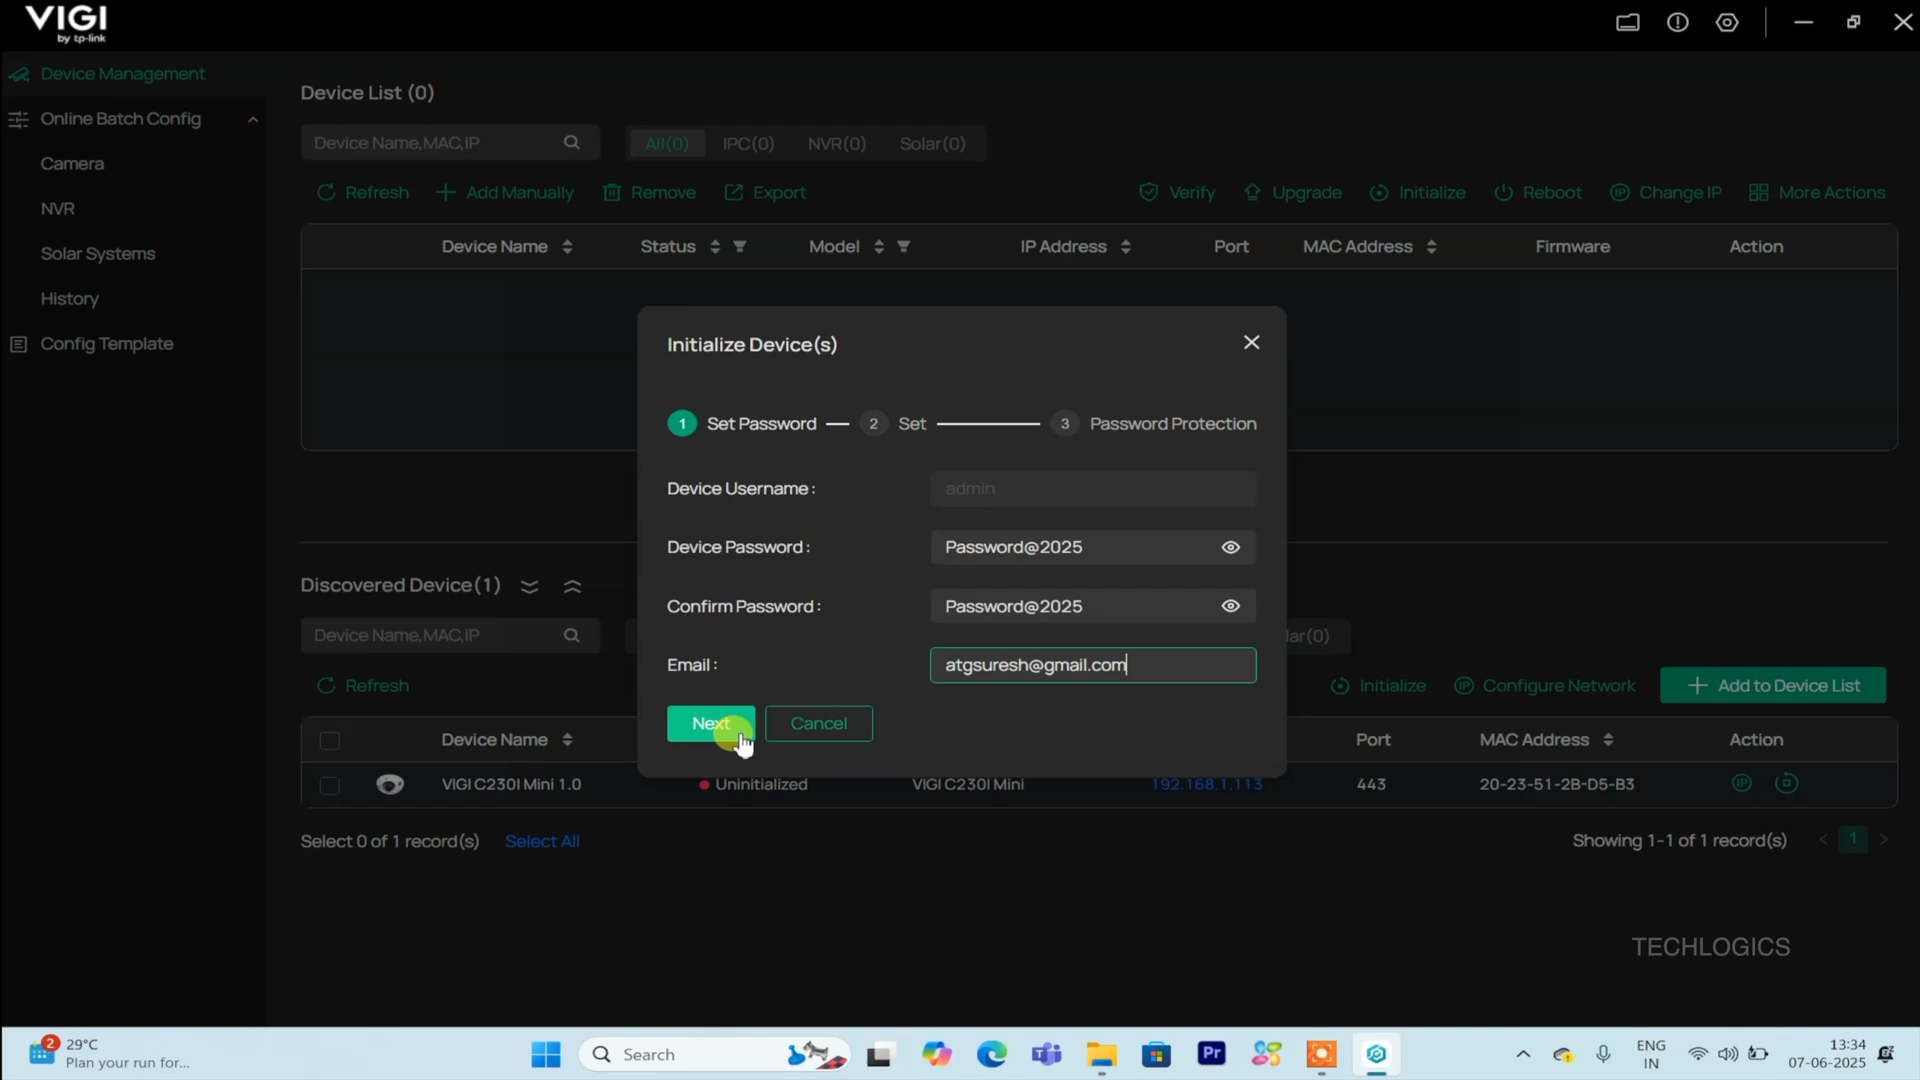 VIGI
by tp-link
Device Management
Online Batch Config
Camera
NVR
Solar Systems
History
Config Template
Device List (0)
Device Name,MAC,IP
All(0) IPC(0) NVR(0) Solar(0)
Refresh Add Manually Remove Export Verify Upgrade Initialize Reboot Change IP More Actions
Device Name Status Model IP Address Port MAC Address Firmware Action
Initialize Device(s)
1 Set Password 2 Set 3 Password Protection
Device Username : admin
Device Password : Password@2025
Confirm Password : Password@2025
Email : atgsuresh@gmail.com
Next Cancel
Discovered Device(1)
Device Name,MAC,IP lar(0)
Refresh Initialize Configure Network Add to Device List
Device Name Port MAC Address Action
VIGI C230I Mini 1.0 Uninitialized VIGI C230I Mini 192.168.1.113 443 20-23-51-2B-D5-B3
Select 0 of 1 record(s) Select All Showing 1-1 of 1 record(s) < 1 >
TECHLOGICS
2 29°C
Plan your run for...
Search
Pr
ENG
IN
13:34
07-06-2025